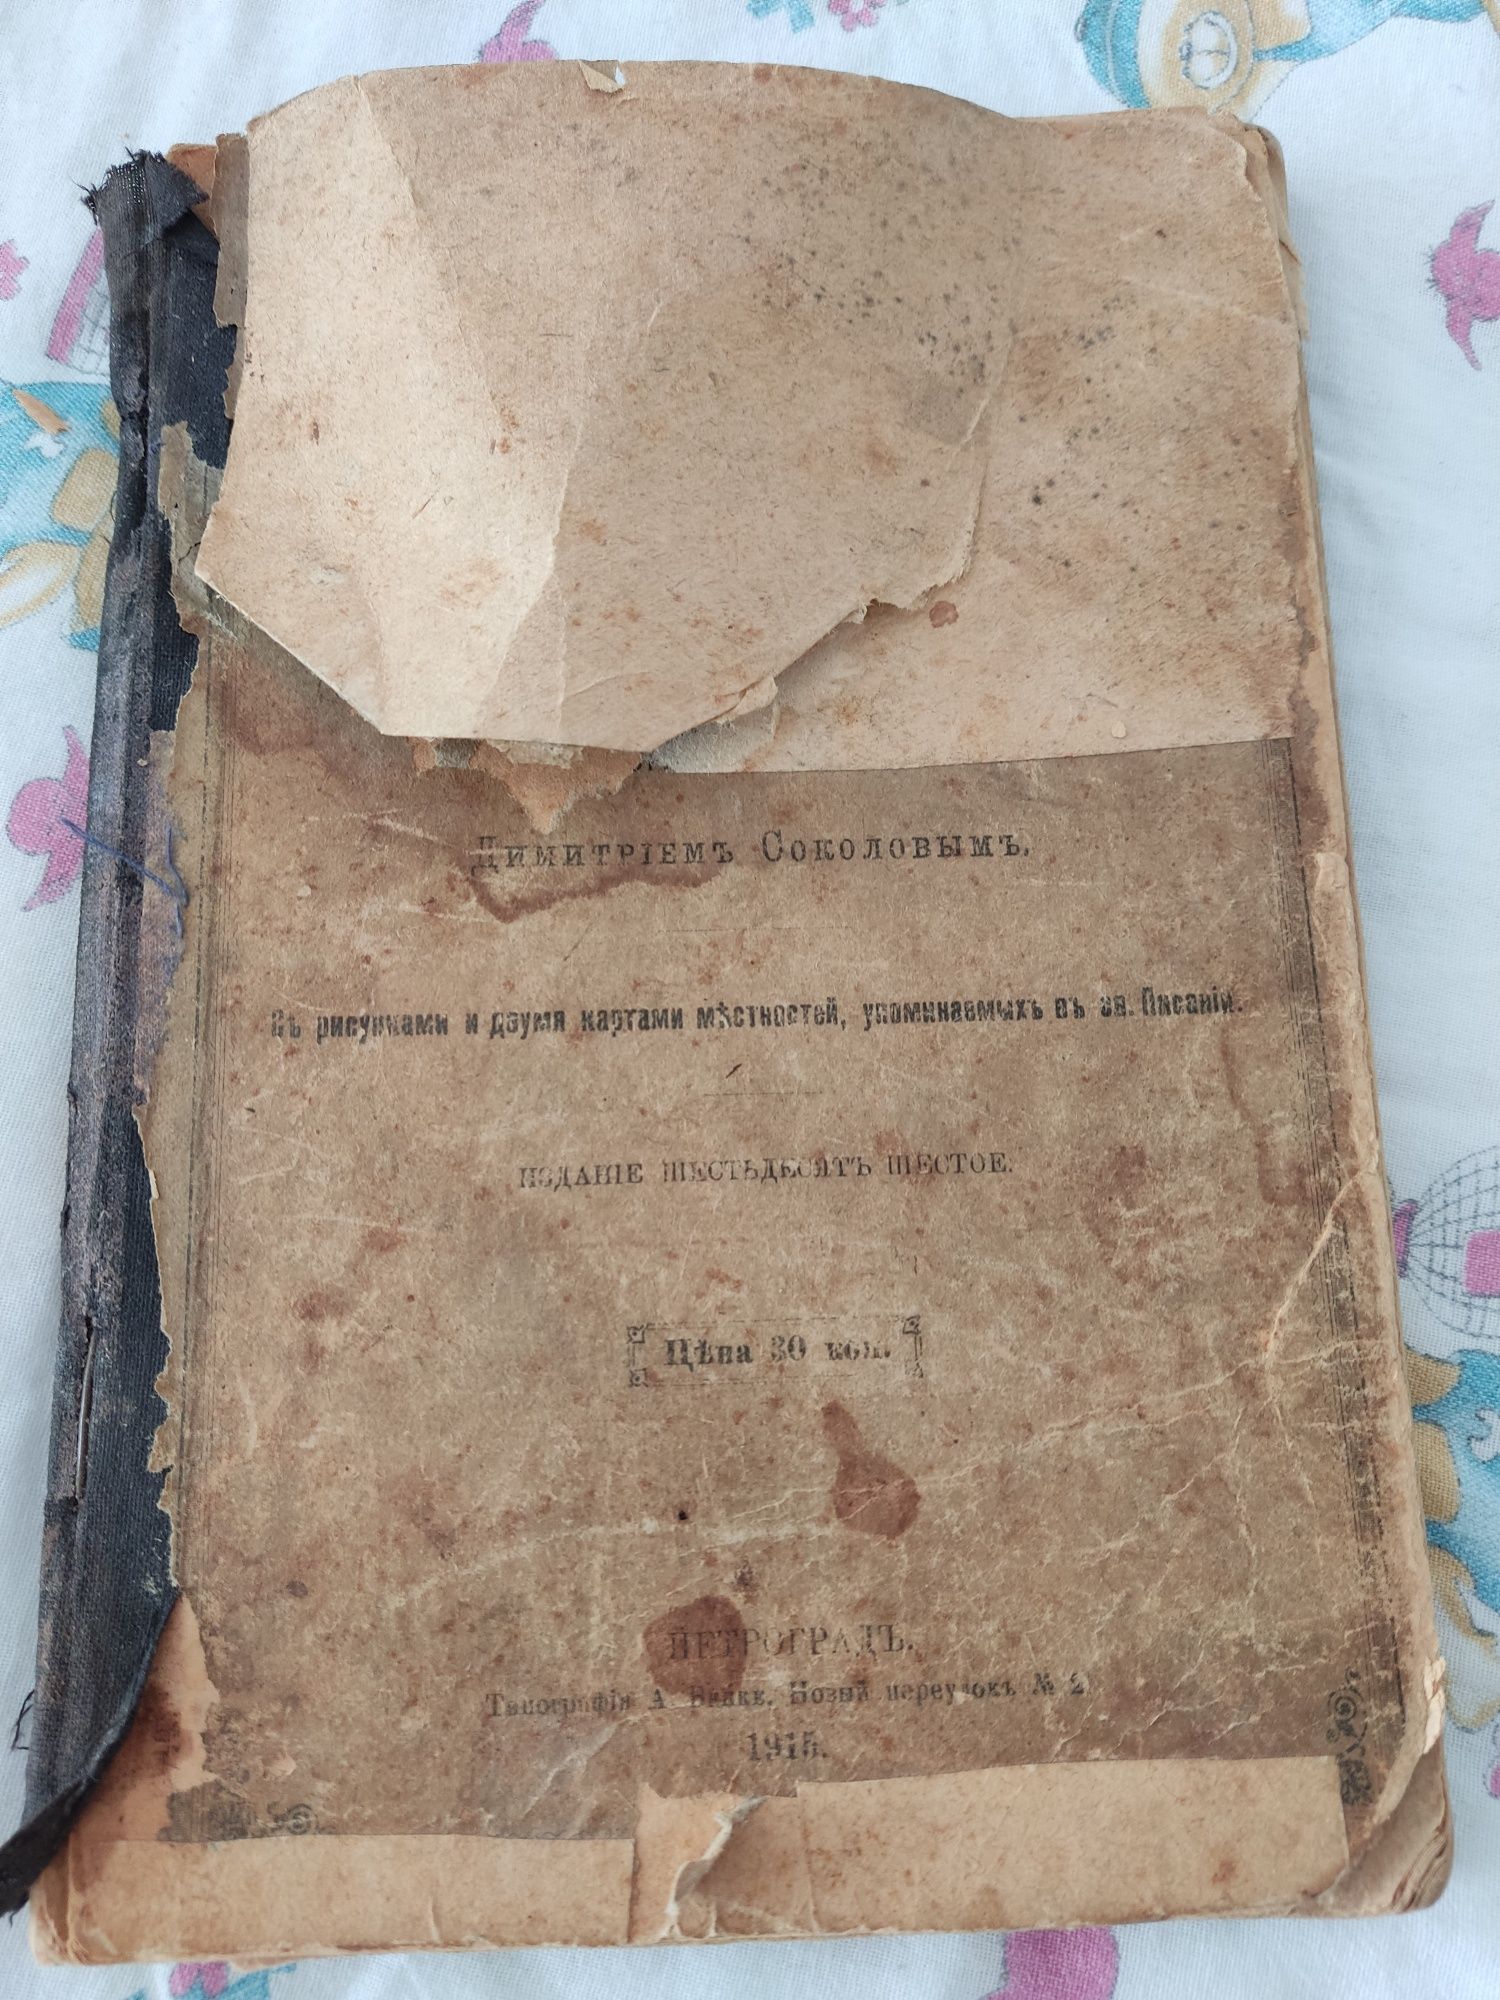 Димитріемъ Соколовымъ.
Съ рисунками и двумя картами мѣстностей, упоминаемыхъ въ св. Писаніи.
ИЗДАНІЕ ШЕСТЬДЕСЯТЪ ШЕСТОЕ.
Цѣна 30 коп.
ПЕТРОГРАДЪ.
Типографія А. Новый переулокъ № 2
1915.